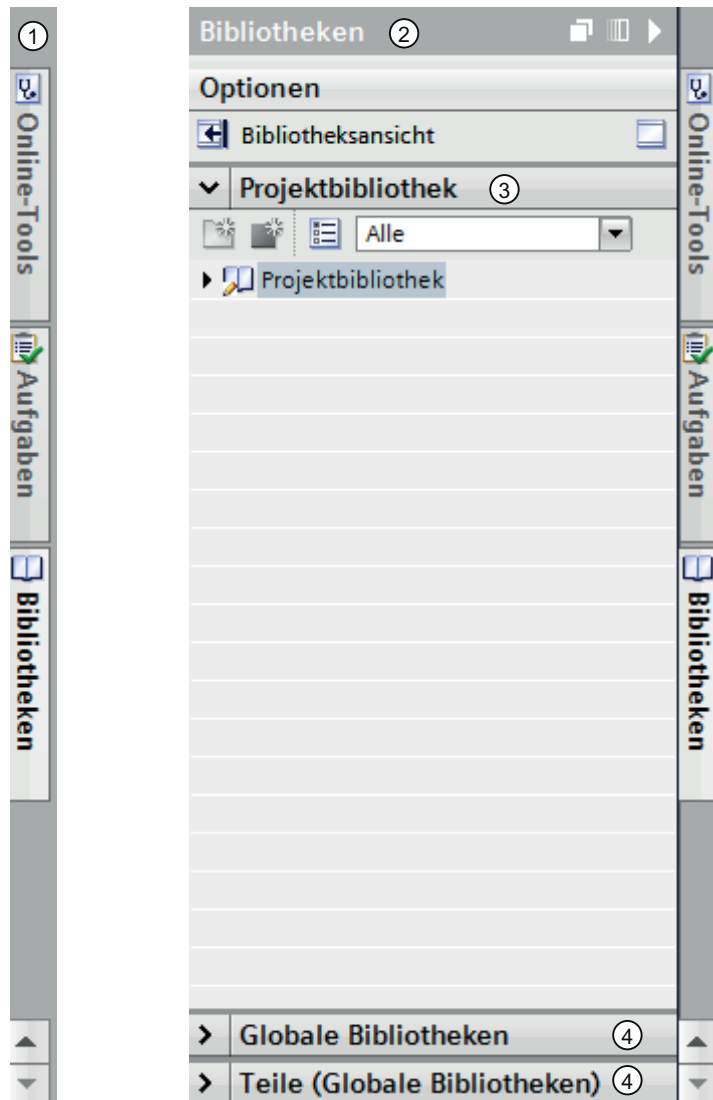 ①
Online-Tools
Aufgaben
Bibliotheken
Bibliotheken ②
Optionen
Bibliotheksansicht
Projektbibliothek ③
Alle
Projektbibliothek
Globale Bibliotheken ④
Teile (Globale Bibliotheken) ④
Online-Tools
Aufgaben
Bibliotheken